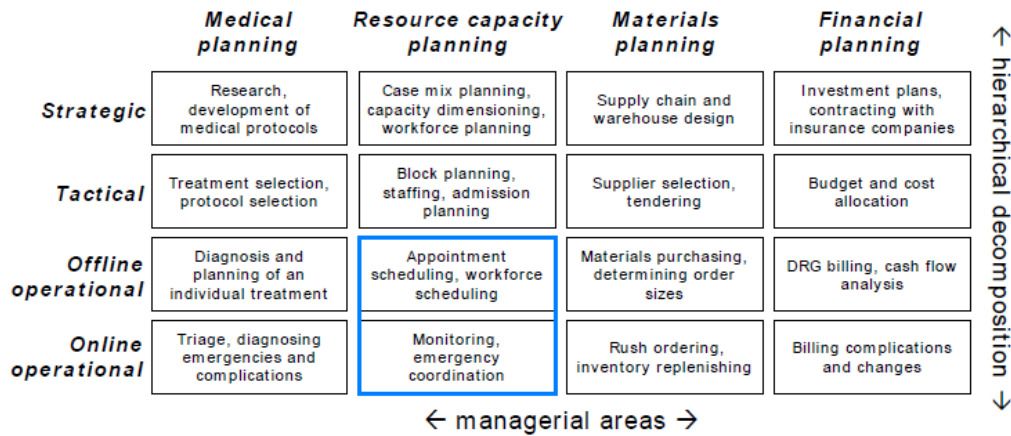 Medical planning
Resource capacity planning
Materials planning
Financial planning
Strategic
Research,
development of
medical protocols
Case mix planning,
capacity dimensioning,
workforce planning
Supply chain and
warehouse design
Investment plans,
contracting with
insurance companies
Tactical
Treatment selection,
protocol selection
Block planning,
staffing, admission
planning
Supplier selection,
tendering
Budget and cost
allocation
Offline
operational
Diagnosis and
planning of an
individual treatment
Appointment
scheduling, workforce
scheduling
Materials purchasing,
determining order
sizes
DRG billing, cash flow
analysis
Online
operational
Triage, diagnosing
emergencies and
complications
Monitoring,
emergency
coordination
Rush ordering,
inventory replenishing
Billing complications
and changes
← managerial areas →
← hierarchical decomposition →